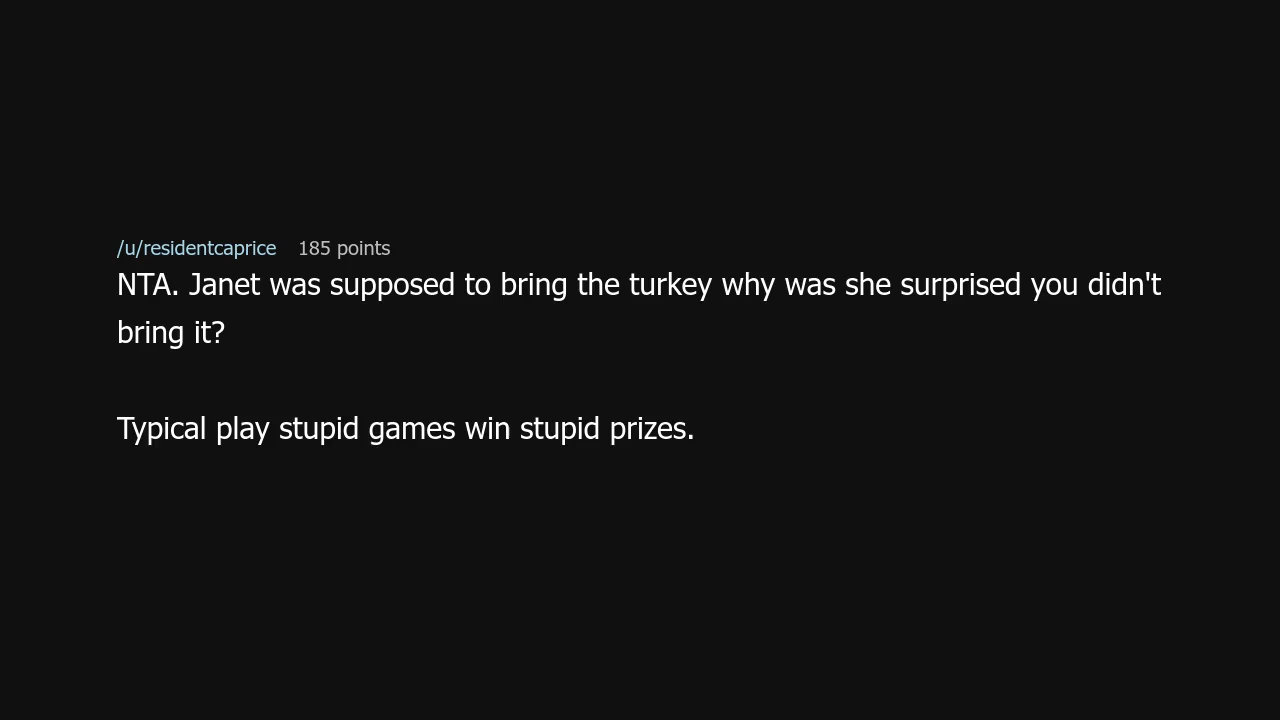 /u/residentcaprice 185 points
NTA. Janet was supposed to bring the turkey why was she surprised you didn't
bring it?
Typical play stupid games win stupid prizes.